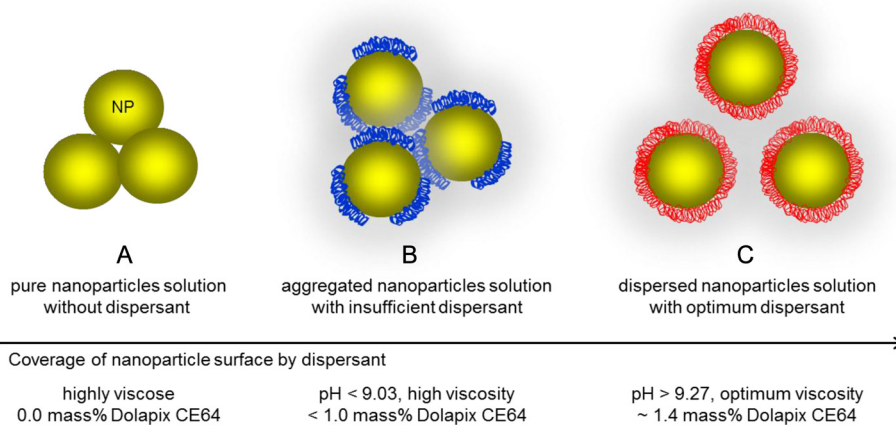 NP
A
pure nanoparticles solution
without dispersant
B
aggregated nanoparticles solution
with insufficient dispersant
C
dispersed nanoparticles solution
with optimum dispersant
Coverage of nanoparticle surface by dispersant
highly viscose
0.0 mass% Dolapix CE64
pH < 9.03, high viscosity
< 1.0 mass% Dolapix CE64
pH > 9.27, optimum viscosity
~ 1.4 mass% Dolapix CE64